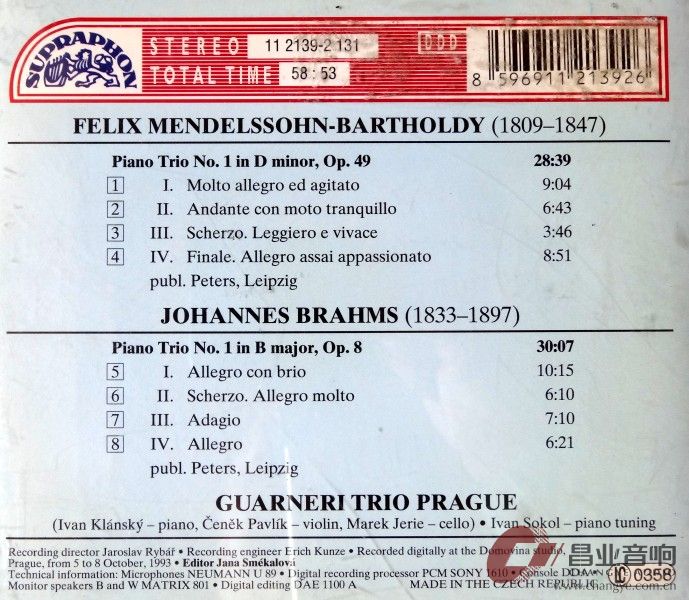 SUPRAPHON
STEREO 11 2139-2 131 DDD
TOTAL TIME 58:53
8 596911 213926
FELIX MENDELSSOHN-BARTHOLDY (1809–1847)
Piano Trio No. 1 in D minor, Op. 49 28:39
1 I. Molto allegro ed agitato 9:04
2 II. Andante con moto tranquillo 6:43
3 III. Scherzo. Leggiero e vivace 3:46
4 IV. Finale. Allegro assai appassionato 8:51
publ. Peters, Leipzig
JOHANNES BRAHMS (1833–1897)
Piano Trio No. 1 in B major, Op. 8 30:07
5 I. Allegro con brio 10:15
6 II. Scherzo. Allegro molto 6:10
7 III. Adagio 7:10
8 IV. Allegro 6:21
publ. Peters, Leipzig
GUARNERI TRIO PRAGUE
(Ivan Klánský – piano, Čeněk Pavlík – violin, Marek Jerie – cello) • Ivan Sokol – piano tuning
Recording director Jaroslav Rybář • Recording engineer Erich Kunze • Recorded digitally at the Domovina studio,
Prague, from 5 to 8 October, 1993 • Editor Jana Smékalová
Technical information: Microphones NEUMANN U 89 • Digital recording processor PCM SONY 1610 • Console
Monitor speakers B and W MATRIX 801 • Digital editing DAE 1100 A MADE IN THE CZECH REPUBLIC
0358
昌业音响